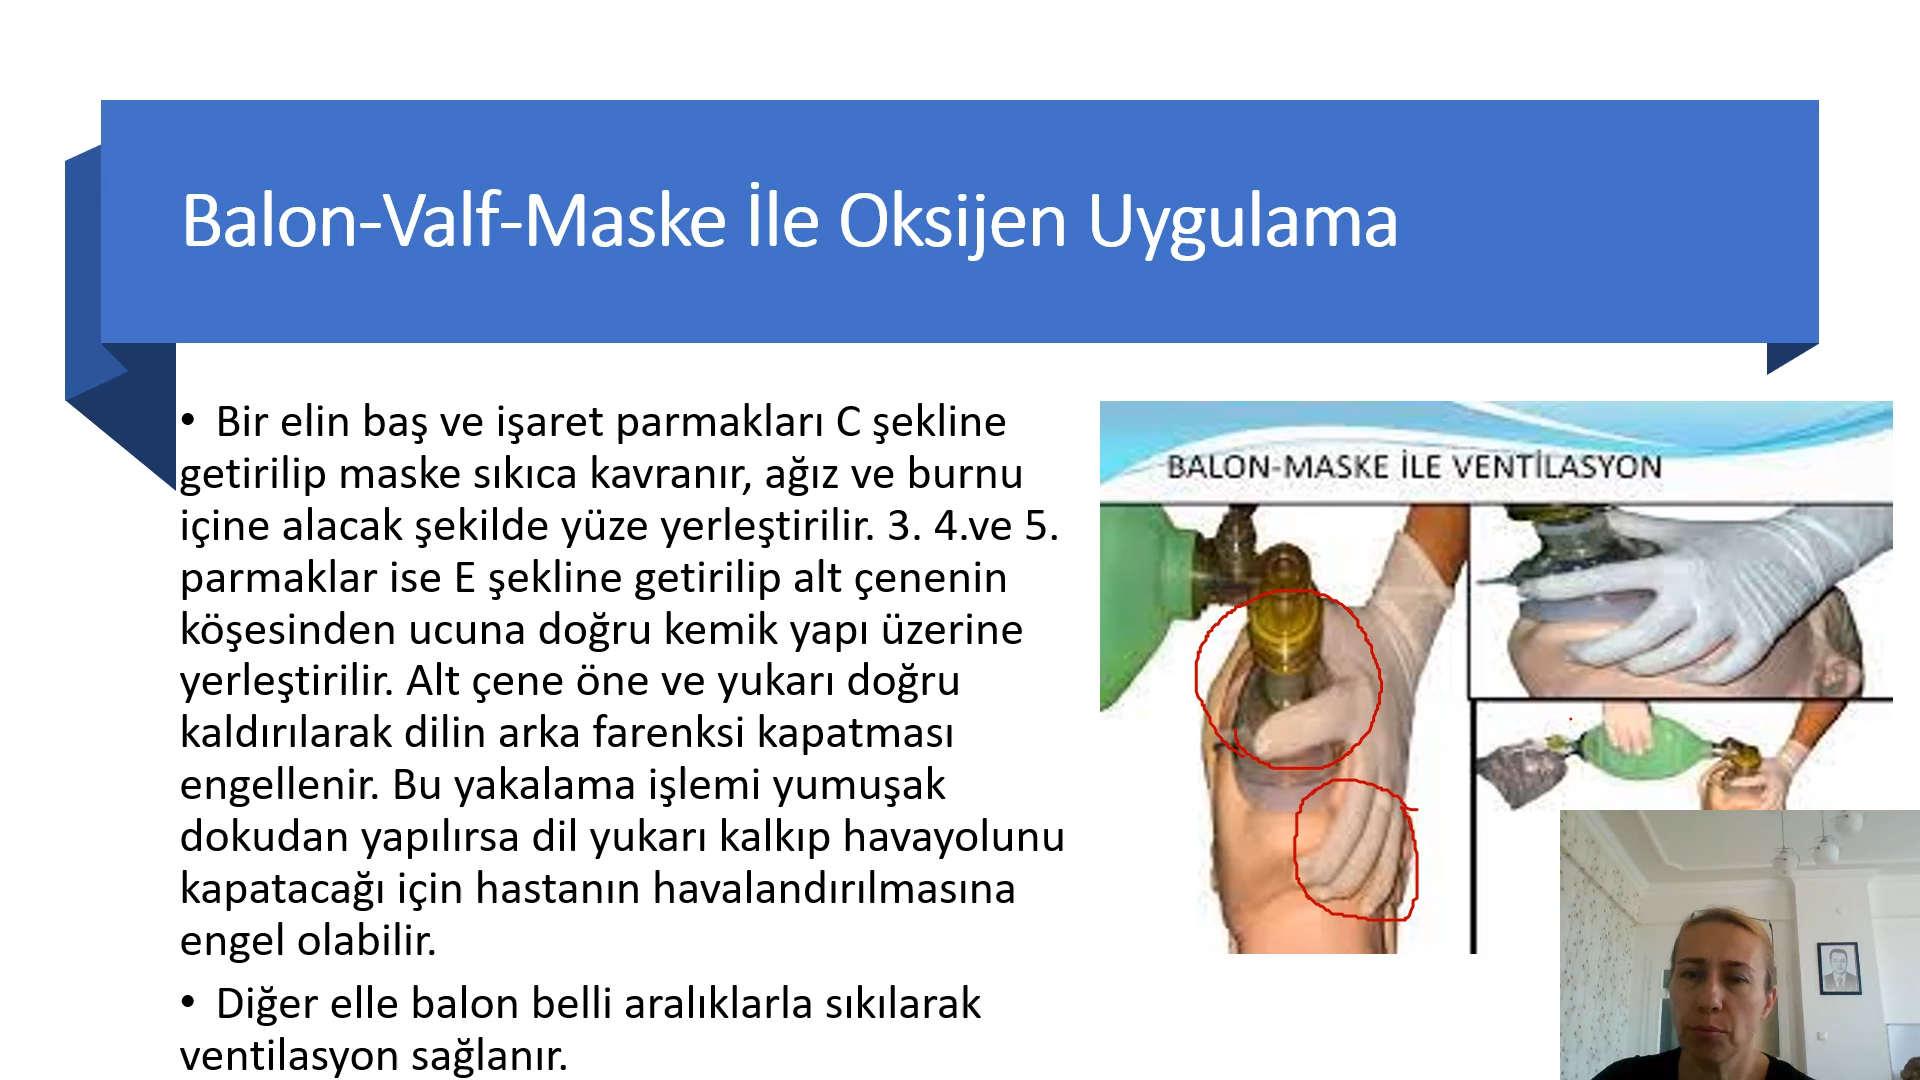 Balon-Valf-Maske İle Oksijen Uygulama
• Bir elin baş ve işaret parmakları C şekline
getirilip maske sıkıca kavranır, ağız ve burnu
içine alacak şekilde yüze yerleştirilir. 3. 4.ve 5.
parmaklar ise E şekline getirilip alt çenenin
köşesinden ucuna doğru kemik yapı üzerine
yerleştirilir. Alt çene öne ve yukarı doğru
kaldırılarak dilin arka farenksi kapatması
engellenir. Bu yakalama işlemi yumuşak
dokudan yapılırsa dil yukarı kalkıp havayolunu
kapatacağı için hastanın havalandırılmasına
engel olabilir.
• Diğer elle balon belli aralıklarla sıkılarak
ventilasyon sağlanır.
BALON-MASKE İLE VENTİLASYON